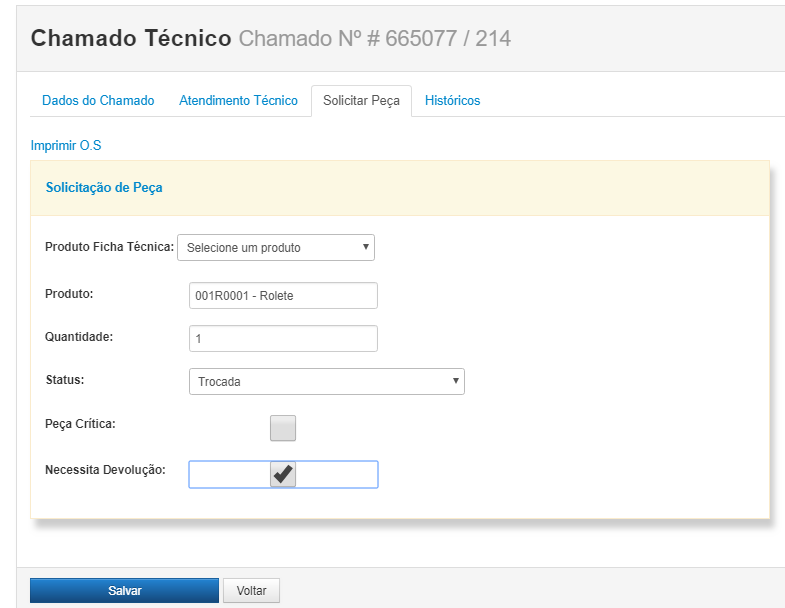 Chamado Técnico Chamado Nº # 665077 / 214
Dados do Chamado Atendimento Técnico Solicitar Peça Históricos
Imprimir O.S
Solicitação de Peça
Produto Ficha Técnica: Selecione um produto
Produto: 001R0001 - Rolete
Quantidade: 1
Status: Trocada
Peça Crítica:
Necessita Devolução:
Salvar Voltar